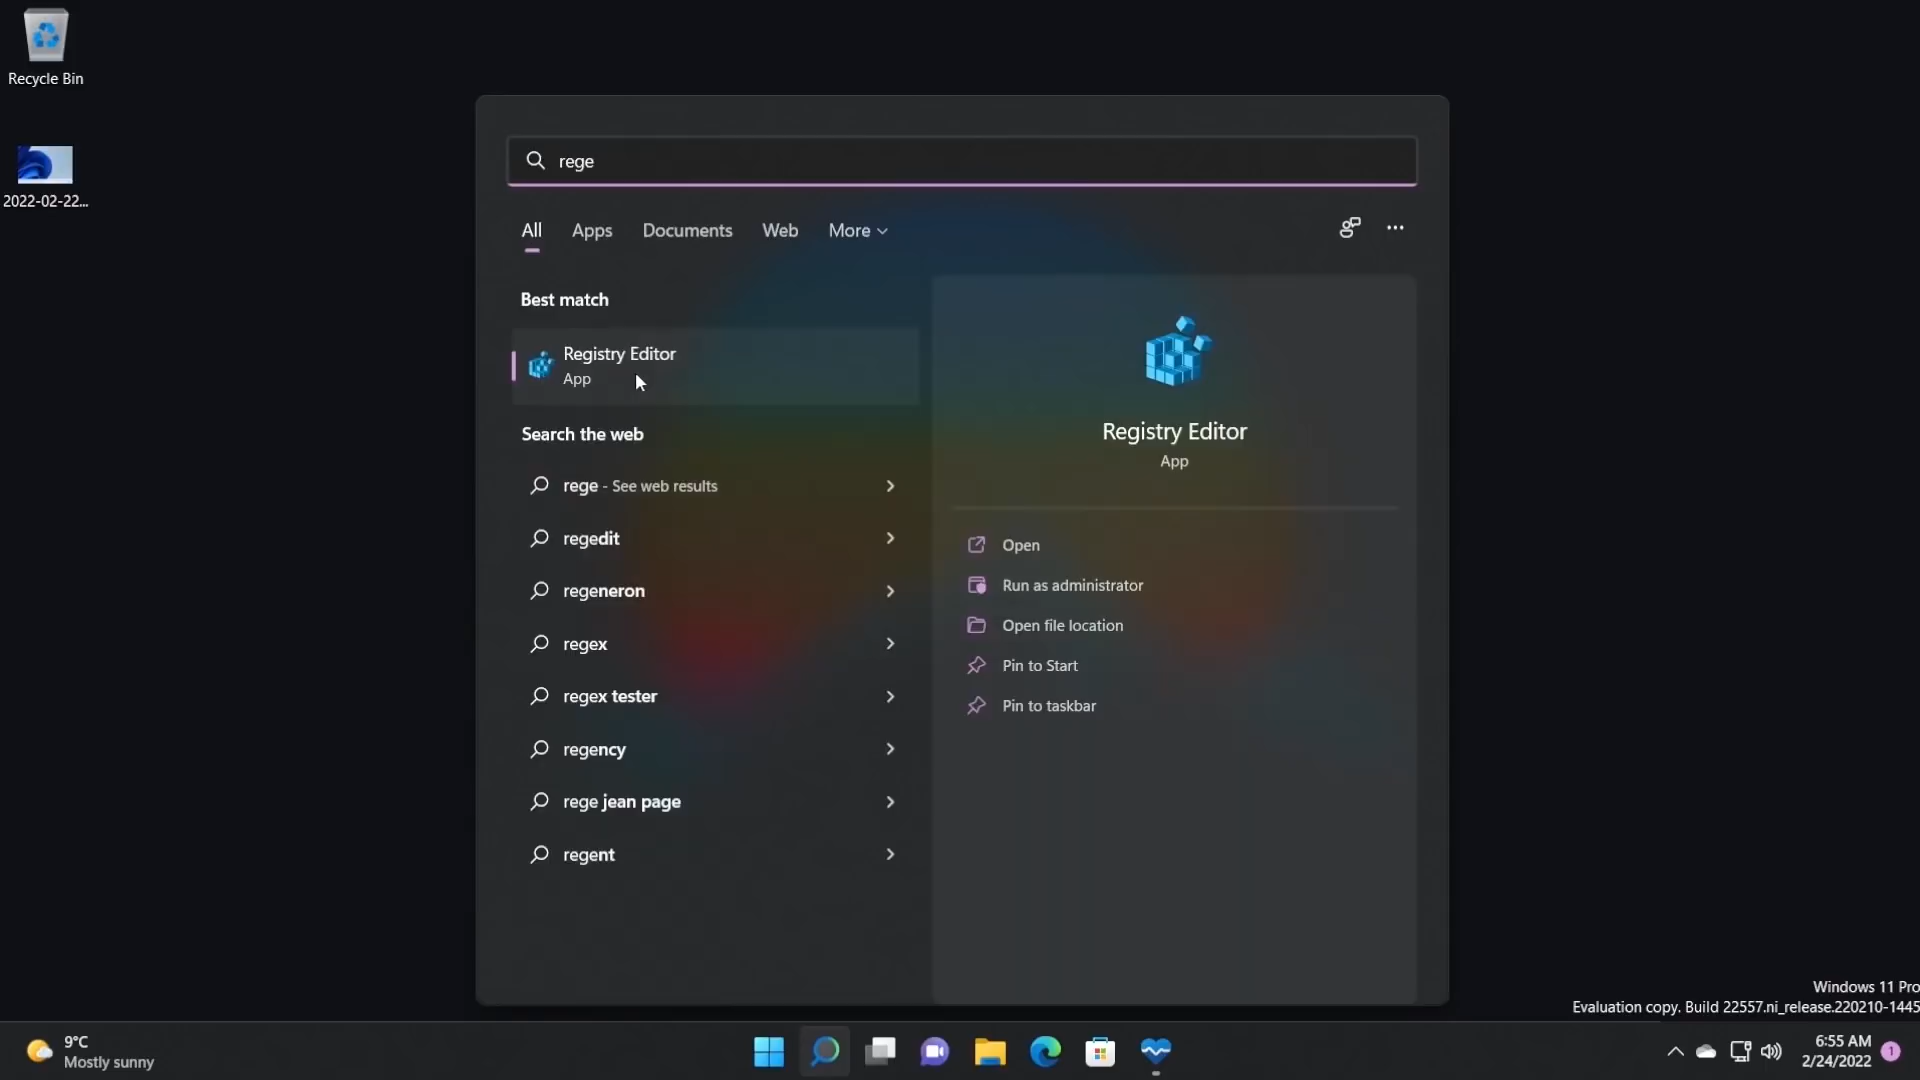 Recycle Bin
2022-02-22...
rege
All Apps Documents Web More
Best match
Registry Editor
App
Search the web
rege - See web results
regedit
regeneron
regex
regex tester
regency
rege jean page
regent
Registry Editor
App
Open
Run as administrator
Open file location
Pin to Start
Pin to taskbar
Windows 11 Pro
Evaluation copy. Build 22557.ni_release.220210-1445
9°C
Mostly sunny
6:55 AM
2/24/2022
1